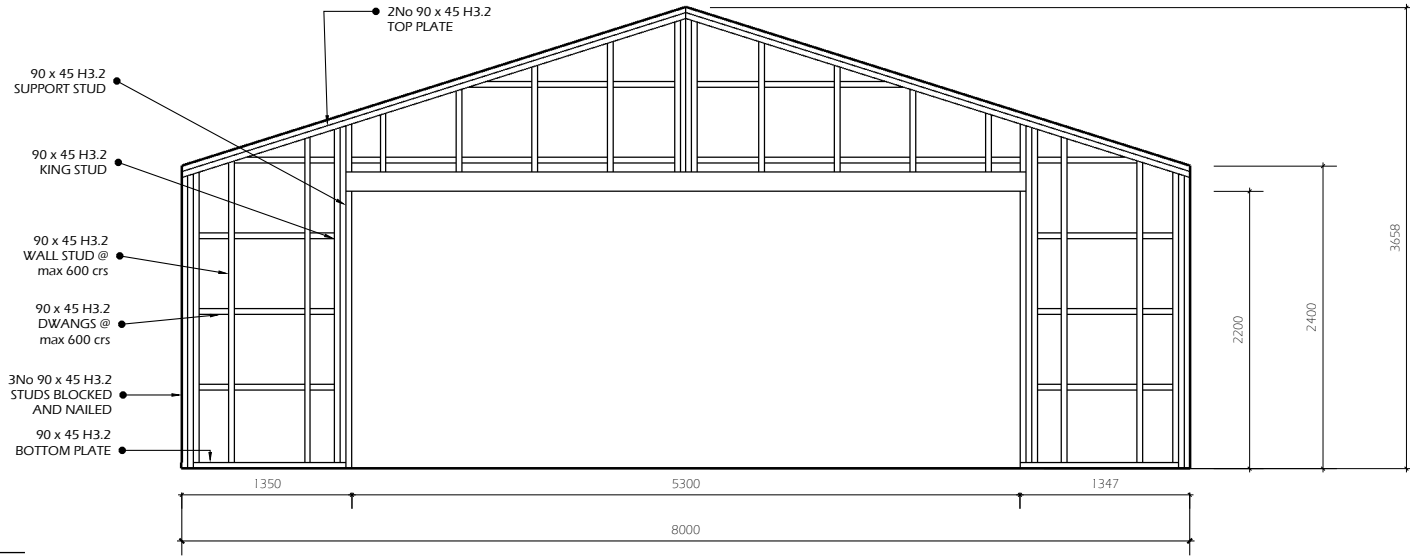 2No 90 x 45 H3.2
TOP PLATE
90 x 45 H3.2
SUPPORT STUD
90 x 45 H3.2
KING STUD
90 x 45 H3.2
WALL STUD @
max 600 crs
90 x 45 H3.2
DWANGS @
max 600 crs
3No 90 x 45 H3.2
STUDS BLOCKED
AND NAILED
90 x 45 H3.2
BOTTOM PLATE
2200
2400
3658
1350
5300
1347
8000